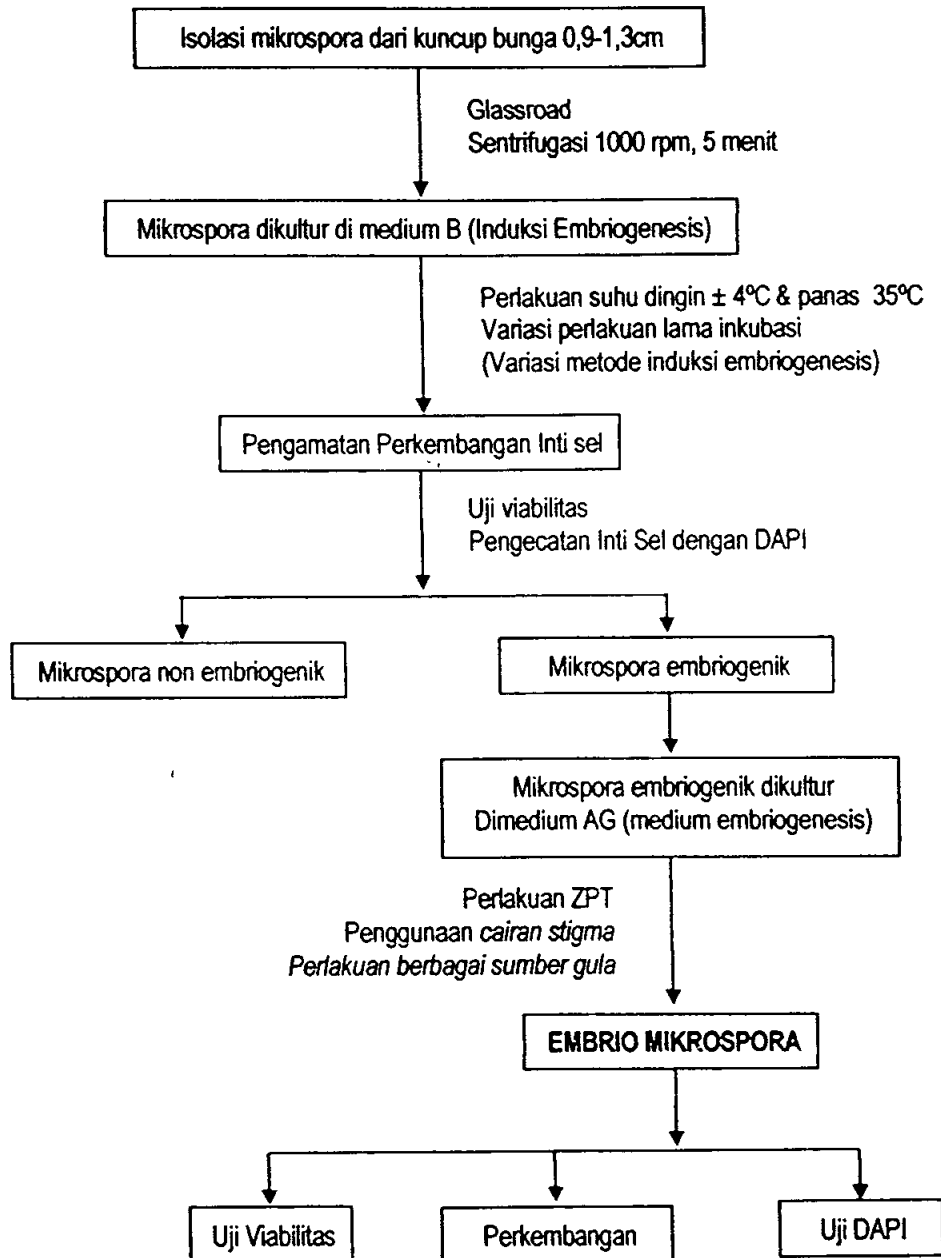 Isolasi mikrospora dari kuncup bunga 0,9-1,3cm
Glassroad
Sentrifugasi 1000 rpm, 5 menit
Mikrospora dikultur di medium B (Induksi Embriogenesis)
Perlakuan suhu dingin ± 4ºC & panas 35ºC
Variasi perlakuan lama inkubasi
(Variasi metode induksi embriogenesis)
Pengamatan Perkembangan Inti sel
Uji viabilitas
Pengecatan Inti Sel dengan DAPI
Mikrospora non embriogenik
Mikrospora embriogenik
Mikrospora embriogenik dikultur
Dimedium AG (medium embriogenesis)
Perlakuan ZPT
Penggunaan cairan stigma
Perlakuan berbagai sumber gula
EMBRIO MIKROSPORA
Uji Viabilitas
Perkembangan
Uji DAPI